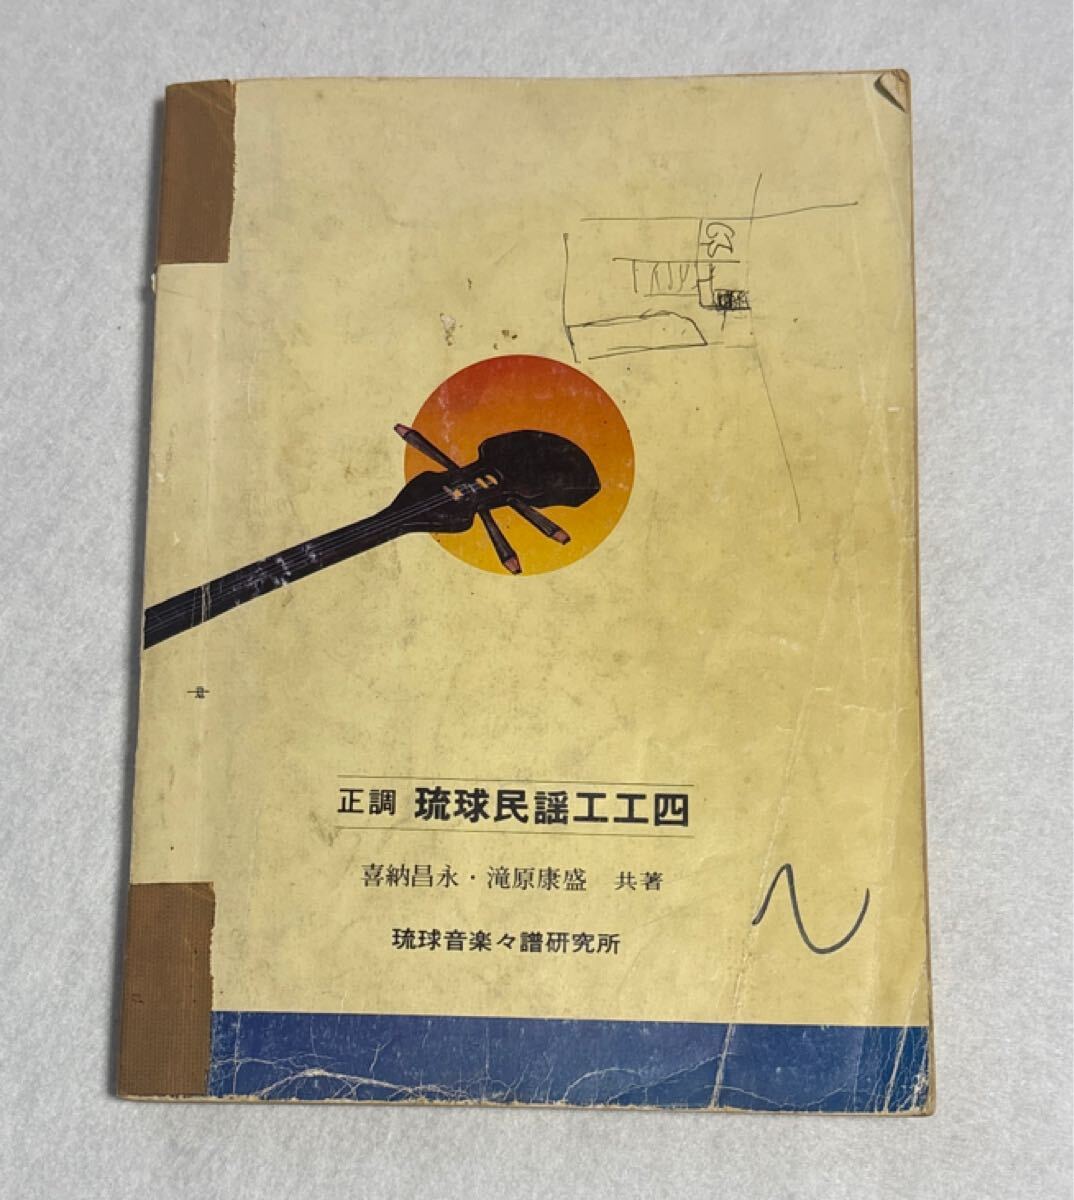 正調 琉球民謡工工四
喜納昌永・滝原康盛 共著
琉球音楽々譜研究所